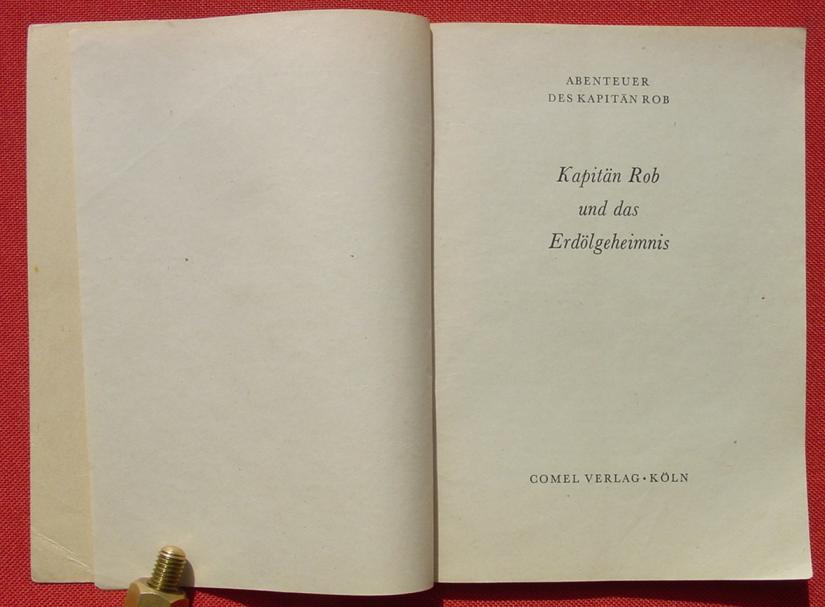 ABENTEUER
DES KAPITÄN ROB
Kapitän Rob
und das
Erdölgeheimnis
COMEL VERLAG • KÖLN